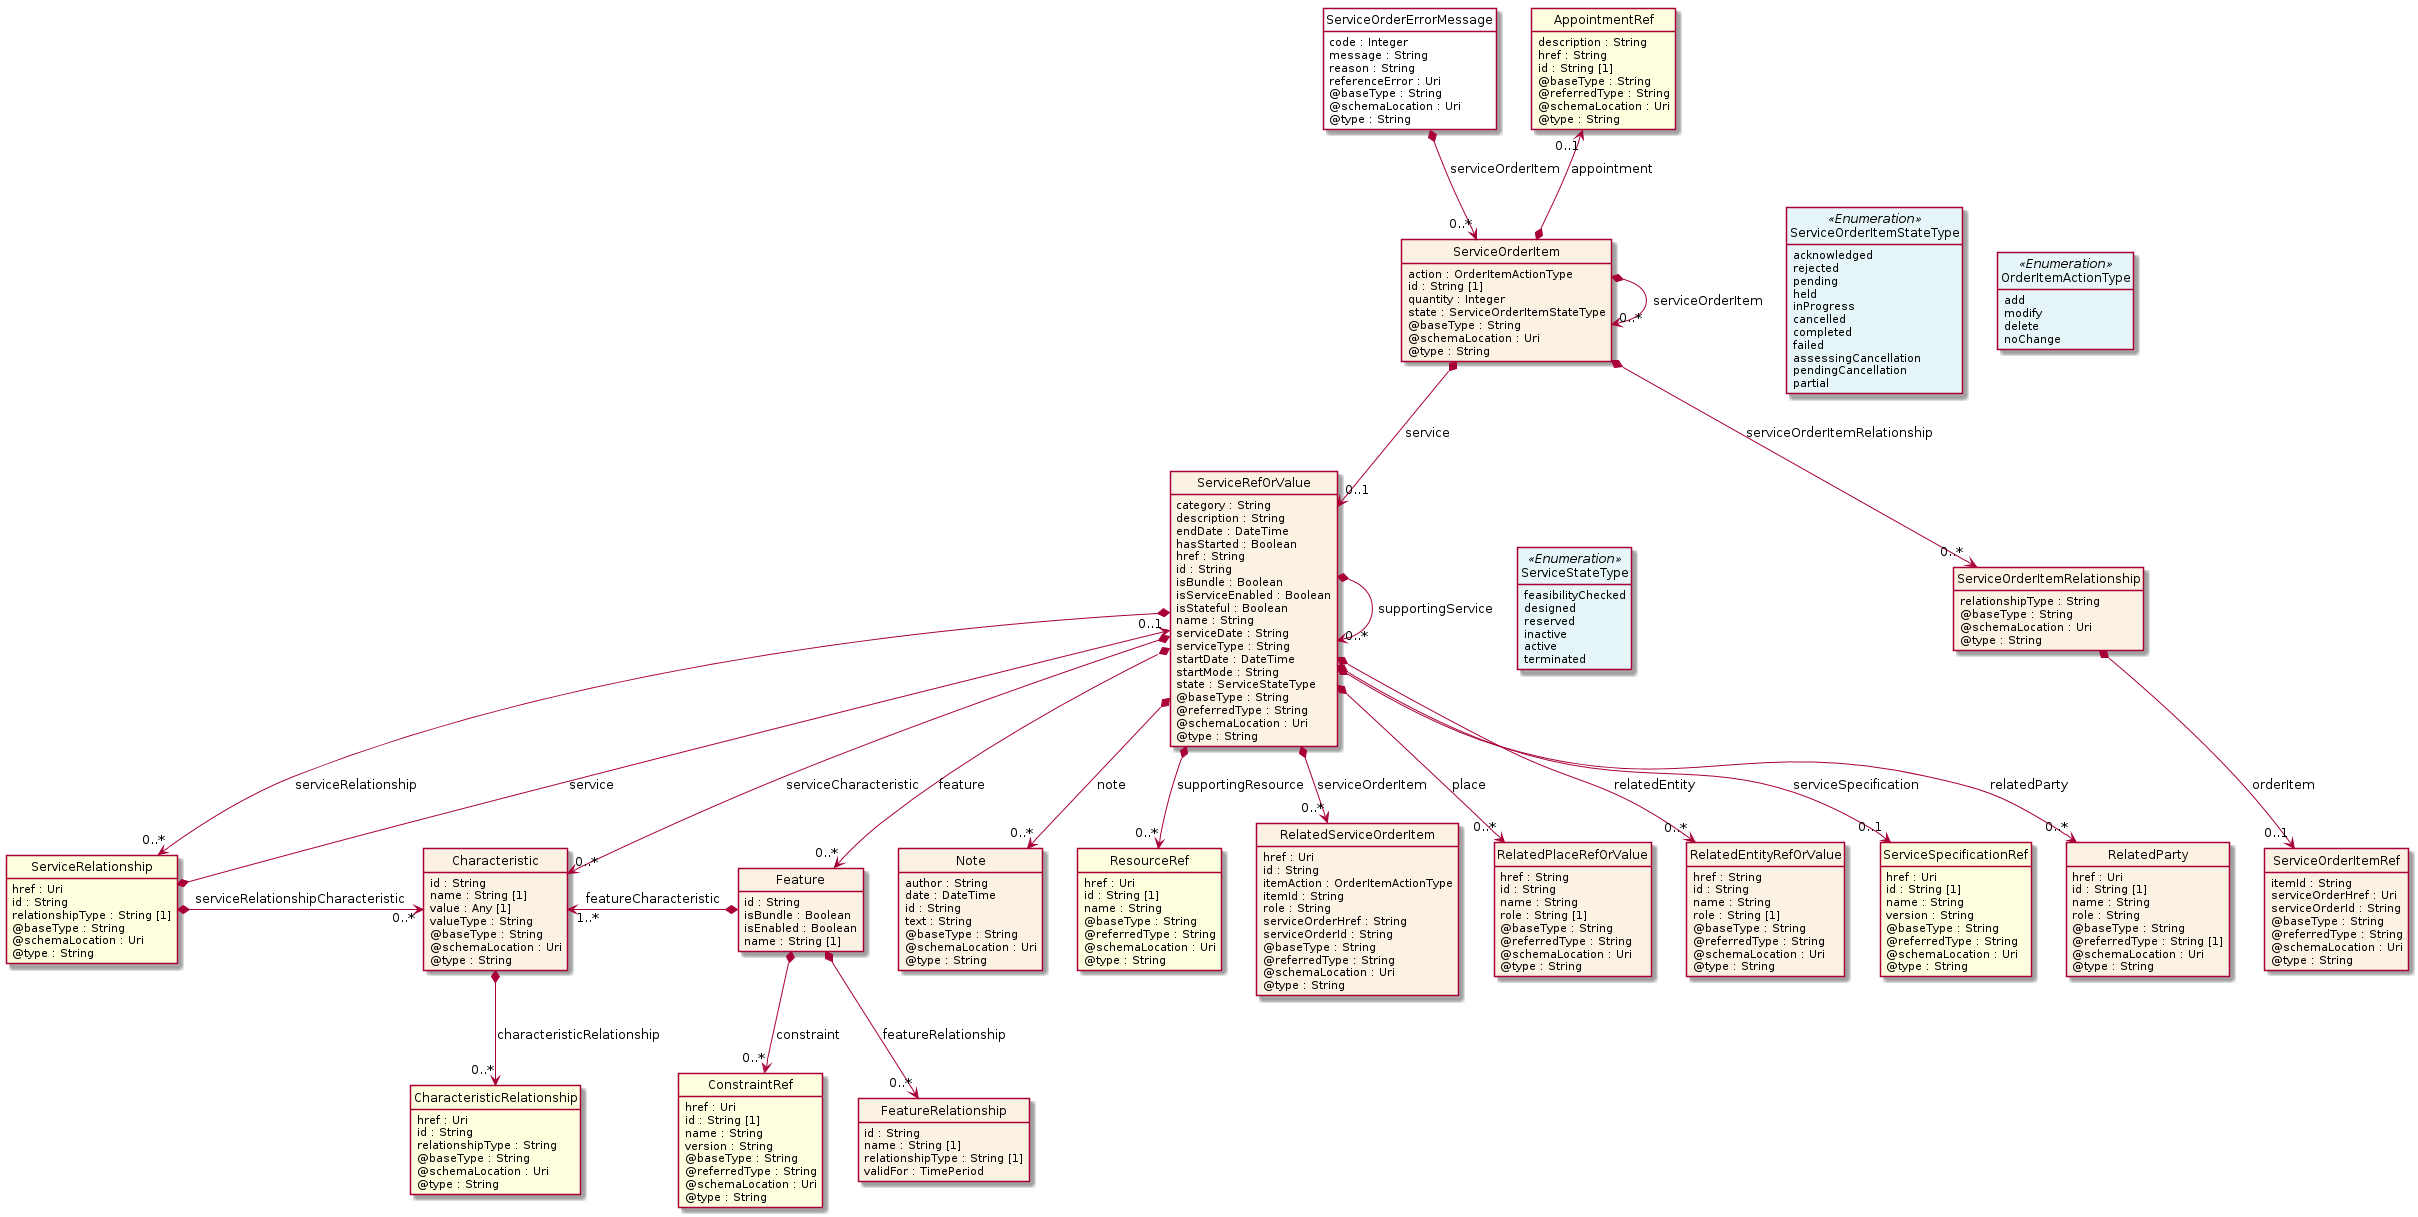 ServiceOrderErrorMessage
code : Integer
message : String
reason : String
referenceError : Uri
@baseType : String
@schemaLocation : Uri
@type : String
AppointmentRef
description : String
href : String
id : String [1]
@baseType : String
@referredType : String
@schemaLocation : Uri
@type : String
0..1
serviceOrderItem
appointment
0..*
ServiceOrderItem
action : OrderItemActionType
id : String [1]
quantity : Integer
state : ServiceOrderItemStateType
@baseType : String
@schemaLocation : Uri
@type : String
serviceOrderItem
0..*
«Enumeration»
ServiceOrderItemStateType
acknowledged
rejected
pending
held
inProgress
cancelled
completed
failed
assessingCancellation
pendingCancellation
partial
«Enumeration»
OrderItemActionType
add
modify
delete
noChange
service
serviceOrderItemRelationship
0..1
0..*
ServiceRefOrValue
category : String
description : String
endDate : DateTime
hasStarted : Boolean
href : String
id : String
isBundle : Boolean
isServiceEnabled : Boolean
isStateful : Boolean
name : String
serviceDate : String
serviceType : String
startDate : DateTime
startMode : String
state : ServiceStateType
@baseType : String
@referredType : String
@schemaLocation : Uri
@type : String
0..1
supportingService
0..*
«Enumeration»
ServiceStateType
feasibilityChecked
designed
reserved
inactive
active
terminated
ServiceOrderItemRelationship
relationshipType : String
@baseType : String
@schemaLocation : Uri
@type : String
serviceRelationship
service
serviceCharacteristic
feature
note
supportingResource
serviceOrderItem
place
relatedEntity
serviceSpecification
relatedParty
orderItem
0..*
0..*
0..*
0..*
0..*
0..*
0..*
0..*
0..1
0..*
0..1
ServiceRelationship
href : Uri
id : String
relationshipType : String [1]
@baseType : String
@schemaLocation : Uri
@type : String
serviceRelationshipCharacteristic
0..*
Characteristic
id : String
name : String [1]
value : Any [1]
valueType : String
@baseType : String
@schemaLocation : Uri
@type : String
featureCharacteristic
1..*
Feature
id : String
isBundle : Boolean
isEnabled : Boolean
name : String [1]
Note
author : String
date : DateTime
id : String
text : String
@baseType : String
@schemaLocation : Uri
@type : String
ResourceRef
href : Uri
id : String [1]
name : String
@baseType : String
@referredType : String
@schemaLocation : Uri
@type : String
RelatedServiceOrderItem
href : Uri
id : String
itemAction : OrderItemActionType
itemId : String
role : String
serviceOrderHref : String
serviceOrderId : String
@baseType : String
@referredType : String
@schemaLocation : Uri
@type : String
RelatedPlaceRefOrValue
href : String
id : String
name : String
role : String [1]
@baseType : String
@referredType : String
@schemaLocation : Uri
@type : String
RelatedEntityRefOrValue
href : String
id : String
name : String
role : String [1]
@baseType : String
@referredType : String
@schemaLocation : Uri
@type : String
ServiceSpecificationRef
href : Uri
id : String [1]
name : String
version : String
@baseType : String
@referredType : String
@schemaLocation : Uri
@type : String
RelatedParty
href : Uri
id : String [1]
name : String
role : String
@baseType : String
@referredType : String [1]
@schemaLocation : Uri
@type : String
ServiceOrderItemRef
itemId : String
serviceOrderHref : Uri
serviceOrderId : String
@baseType : String
@referredType : String
@schemaLocation : Uri
@type : String
characteristicRelationship
constraint
featureRelationship
0..*
0..*
0..*
CharacteristicRelationship
href : Uri
id : String
relationshipType : String
@baseType : String
@schemaLocation : Uri
@type : String
ConstraintRef
href : Uri
id : String [1]
name : String
version : String
@baseType : String
@referredType : String
@schemaLocation : Uri
@type : String
FeatureRelationship
id : String
name : String [1]
relationshipType : String [1]
validFor : TimePeriod